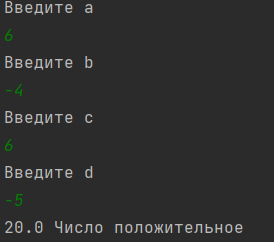 Введите a
6
Введите b
-4
Введите c
6
Введите d
-5
20.0 Число положительное